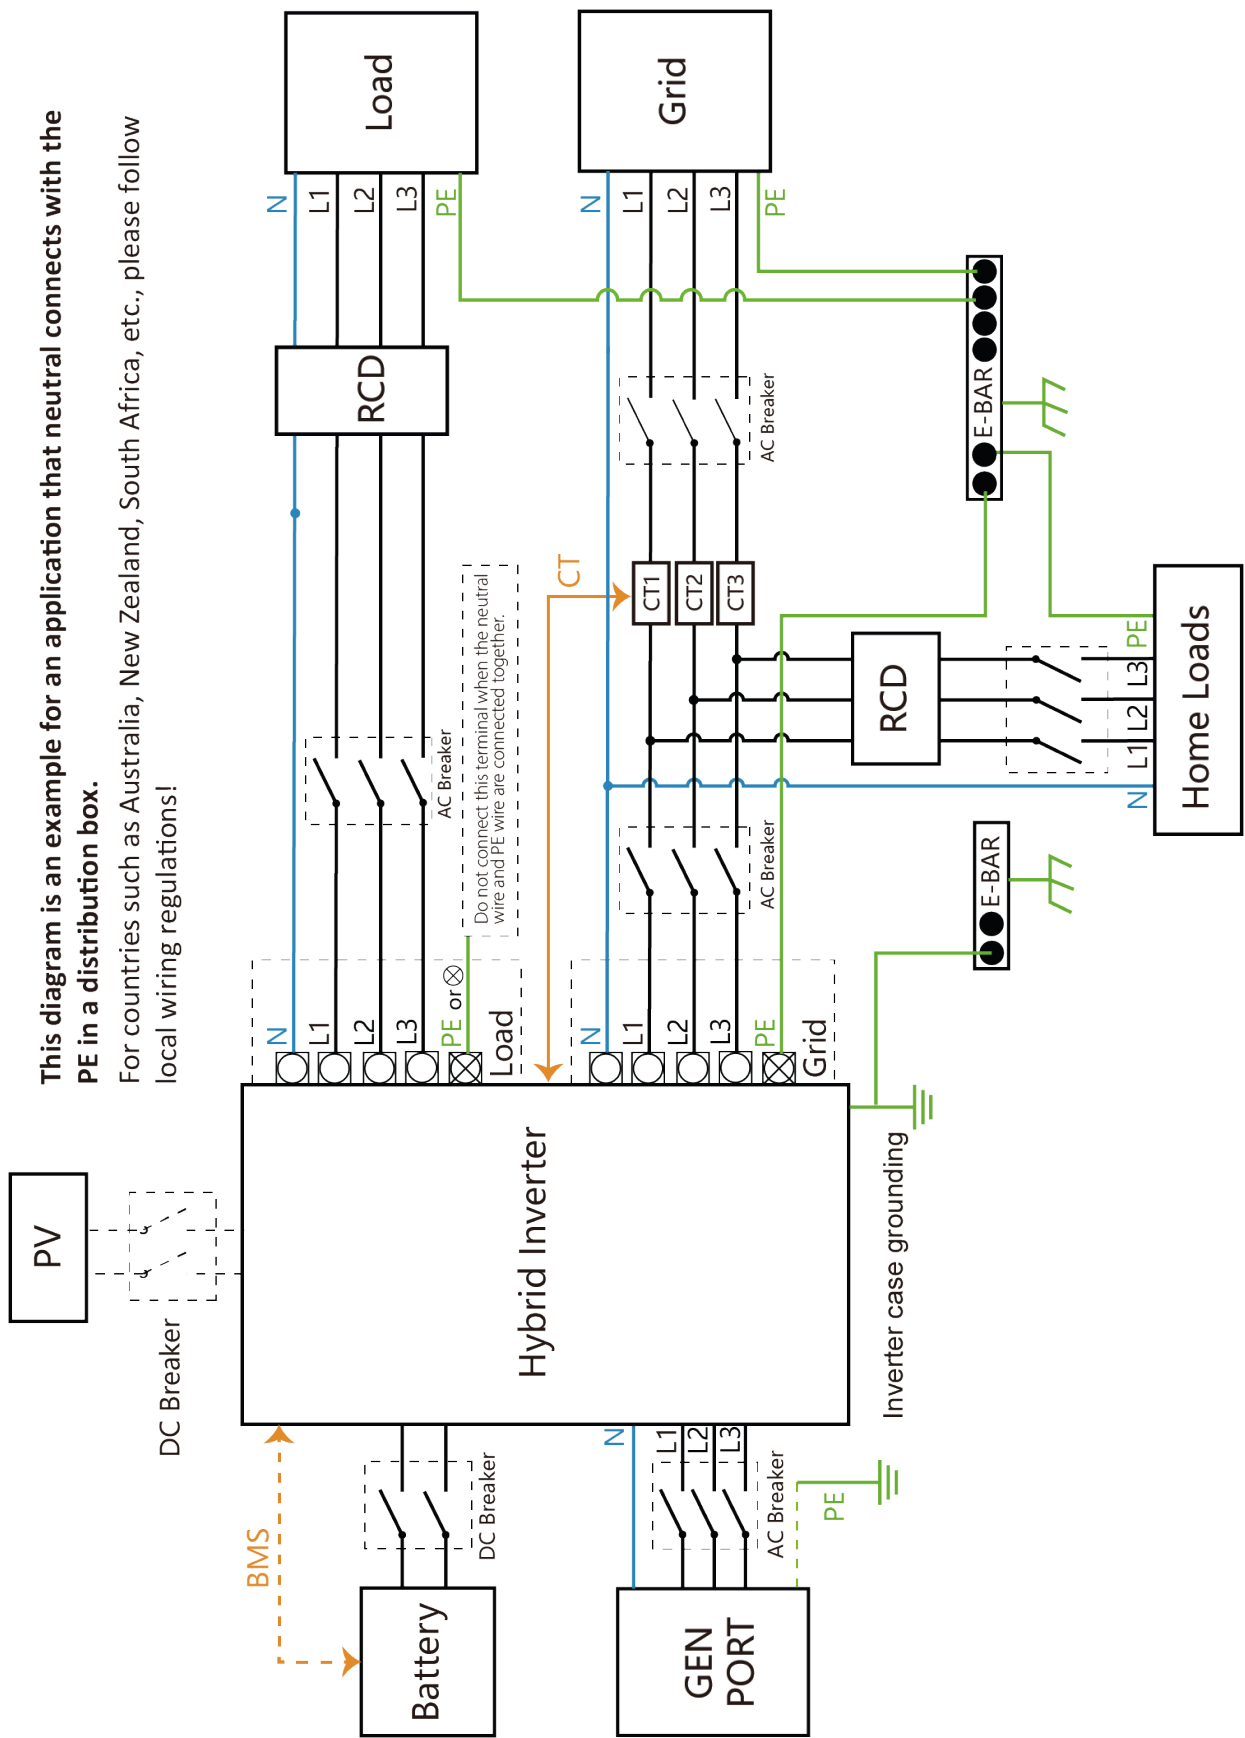 This diagram is an example for an application that neutral connects with the
PE in a distribution box.
For countries such as Australia, New Zealand, South Africa, etc., please follow
local wiring regulations!
PV
DC Breaker
BMS
Battery
DC Breaker
Hybrid Inverter
N
L1
L2
L3
PE or
Load
AC Breaker
Do not connect this terminal when the neutral
wire and PE wire are connected together.
RCD
N
L1
L2
L3
PE
Load
CT
N
L1
L2
L3
PE
Grid
AC Breaker
CT1
CT2
CT3
AC Breaker
N
L1
L2
L3
PE
Grid
GEN
PORT
N
L1
L2
L3
AC Breaker
PE
Inverter case grounding
E-BAR
RCD
E-BAR
N
L1
L2
L3
PE
Home Loads